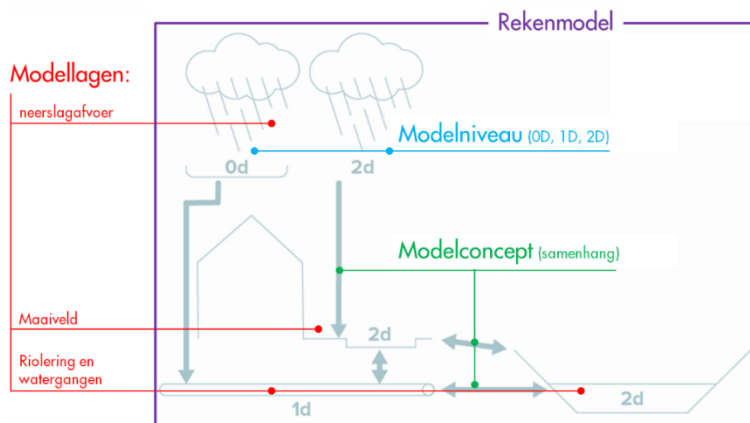 Rekenmodel
Modellagen:
neerslagafvoer
Modelniveau (0D, 1D, 2D)
0d
2d
Modelconcept (samenhang)
Maaiveld
2d
Riolering en
watergangen
1d
2d